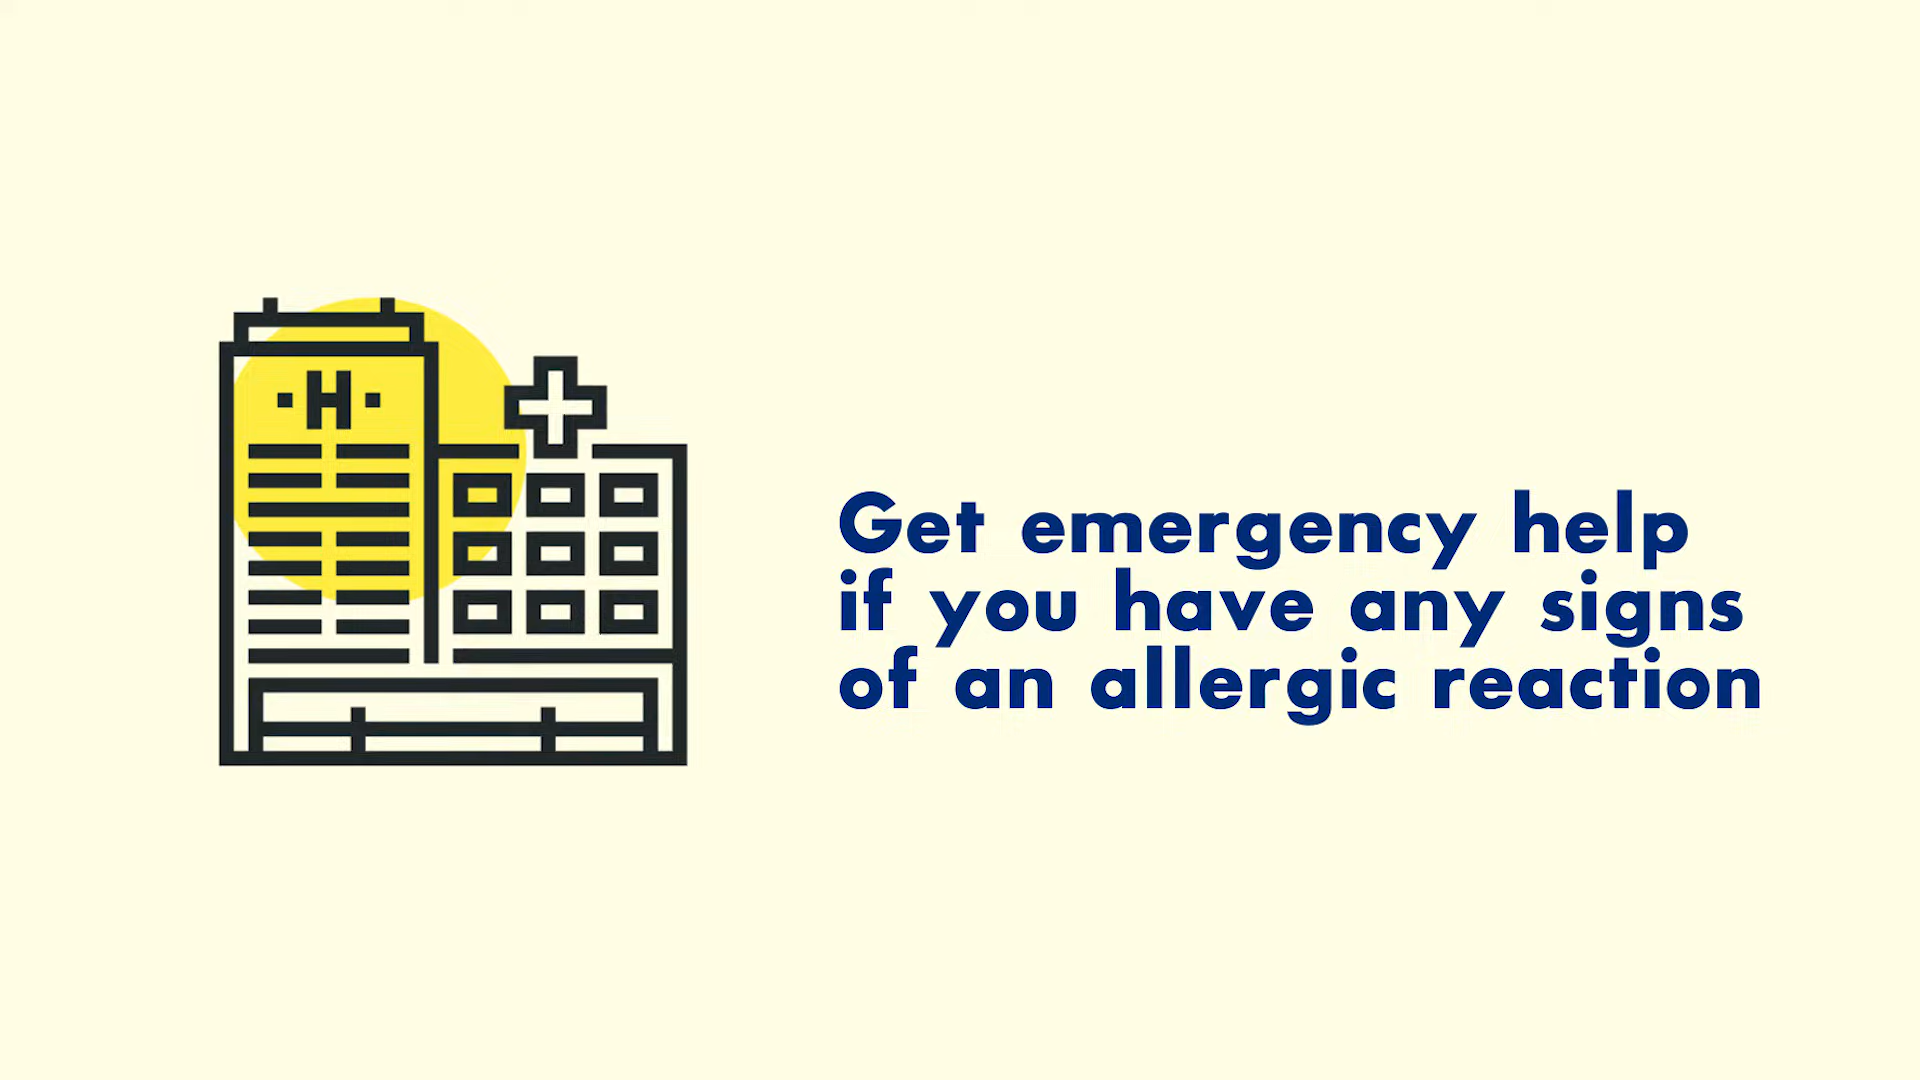 ·H·
Get emergency help
if you have any signs
of an allergic reaction